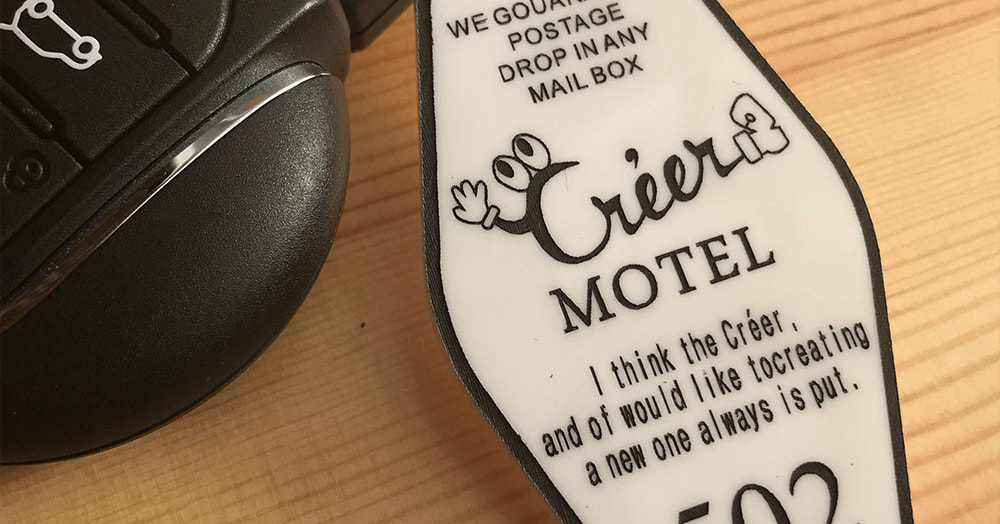 WE
POSTAGE
DROP IN ANY
MAIL BOX
Créer
MOTEL
I think the Créer,
and of would like tocreating
a new one always is put.
502